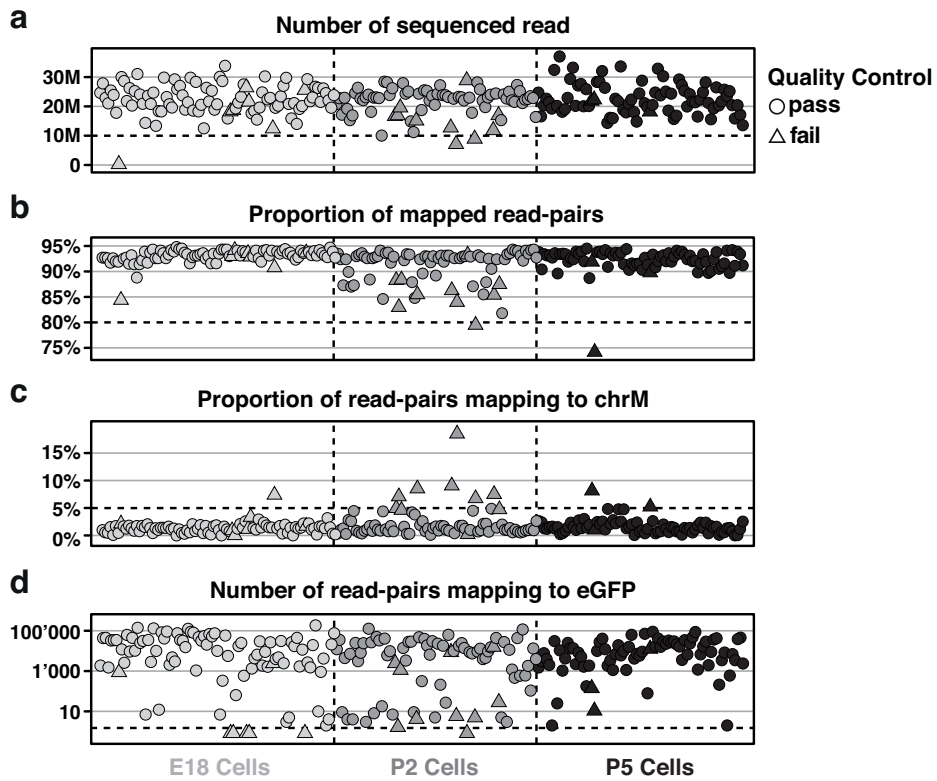 a
Number of sequenced read
30M
20M
10M
0
Quality Control
pass
fail
b
Proportion of mapped read-pairs
95%
90%
85%
80%
75%
c
Proportion of read-pairs mapping to chrM
15%
10%
5%
0%
d
Number of read-pairs mapping to eGFP
100’000
1’000
10
E18 Cells P2 Cells P5 Cells